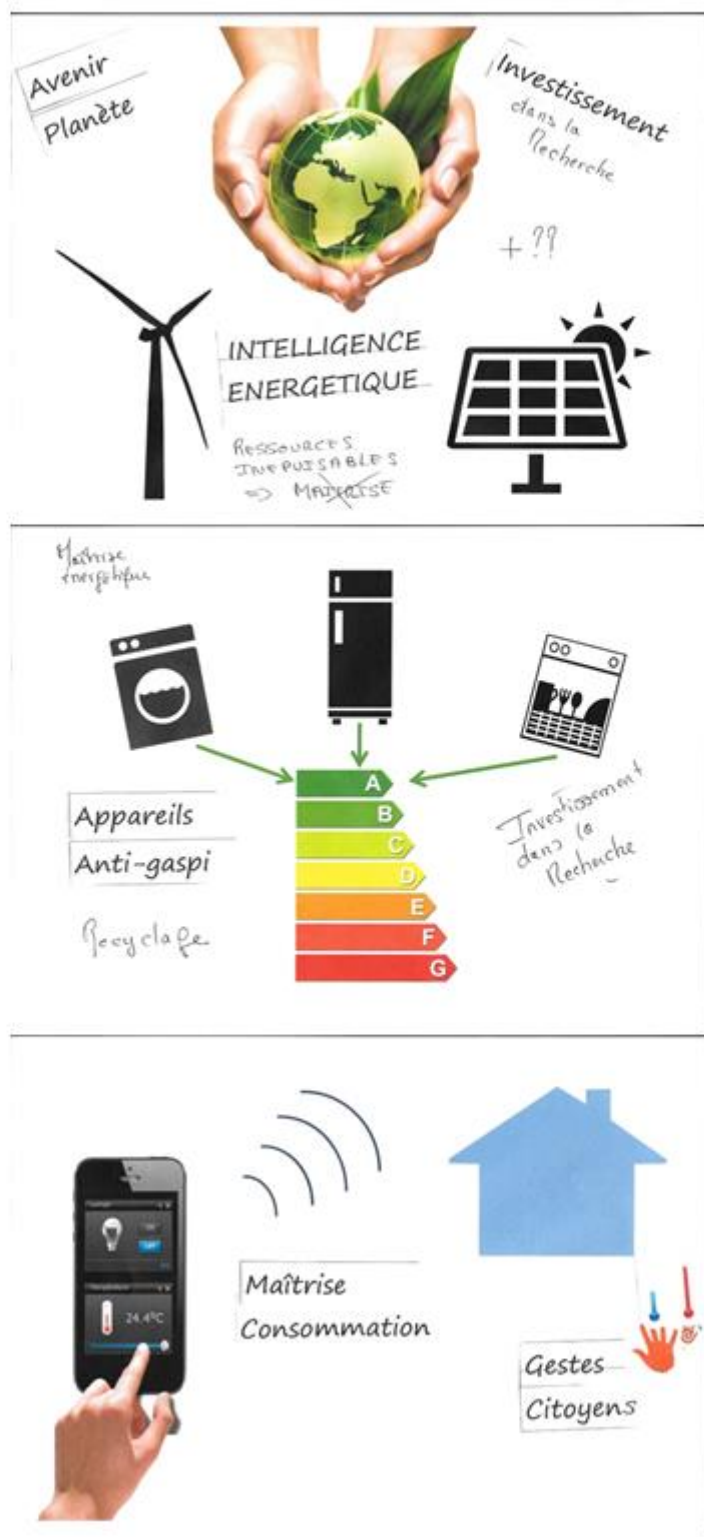 Avenir
Planète
Investissement
dans la
Recherche
+ ??
INTELLIGENCE
ENERGETIQUE
RESSOURCES
INEPUISABLES
=> MAITRISE
Maîtrise
énergétique
A
B
C
D
E
F
G
Appareils
Anti-gaspi
Recyclage
Investissement
dans la
Recherche
24.4°C
Maîtrise
Consommation
Gestes
Citoyens